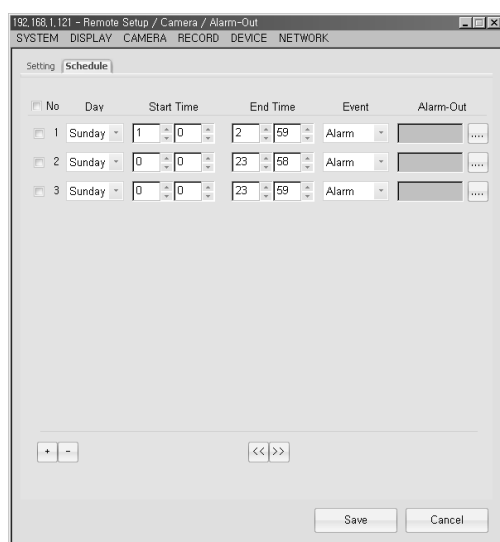 192,168,1,121 - Remote Setup / Camera / Alarm-Out
SYSTEM DISPLAY CAMERA RECORD DEVICE NETWORK
Setting Schedule
No Day Start Time End Time Event Alarm-Out
1 Sunday 1 0 2 59 Alarm ....
2 Sunday 0 0 23 58 Alarm ....
3 Sunday 0 0 23 59 Alarm ....
+ - << >>
Save Cancel